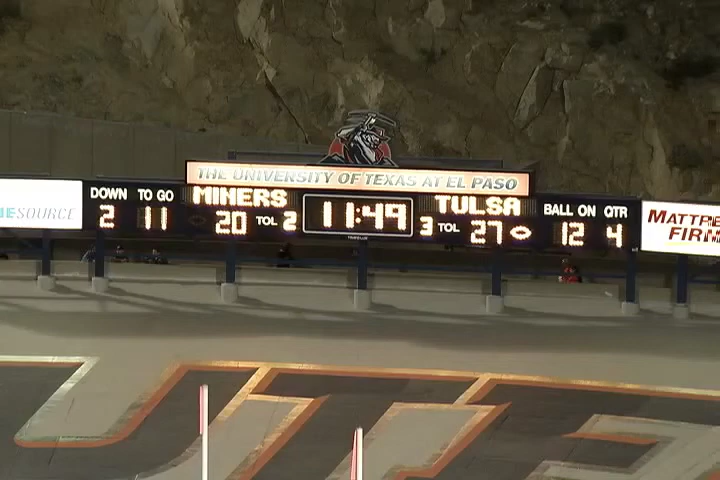 THE UNIVERSITY OF TEXAS AT EL PASO
ESOURCE
DOWN TO GO
2 11
MINERS
20 TOL 2
11:49
TULSA
3 TOL 27
BALL ON QTR
12 4
FIRM
UTE